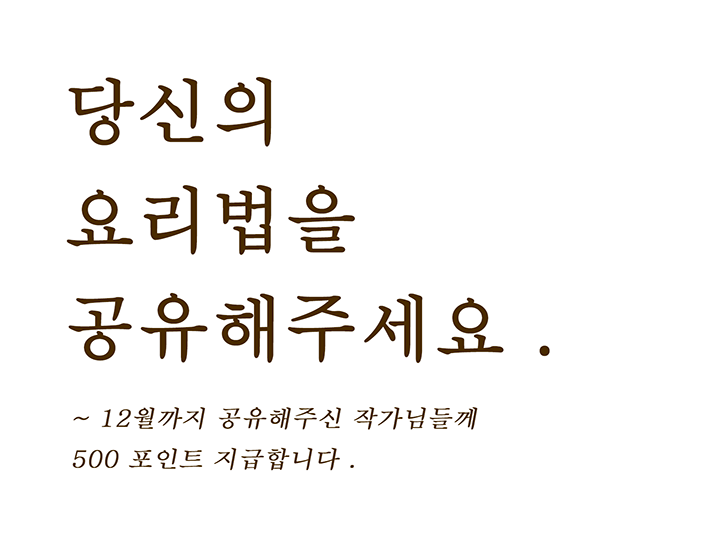 당신의
요리법을
공유해주세요 .
~ 12월까지 공유해주신 작가님들께
500 포인트 지급합니다 .